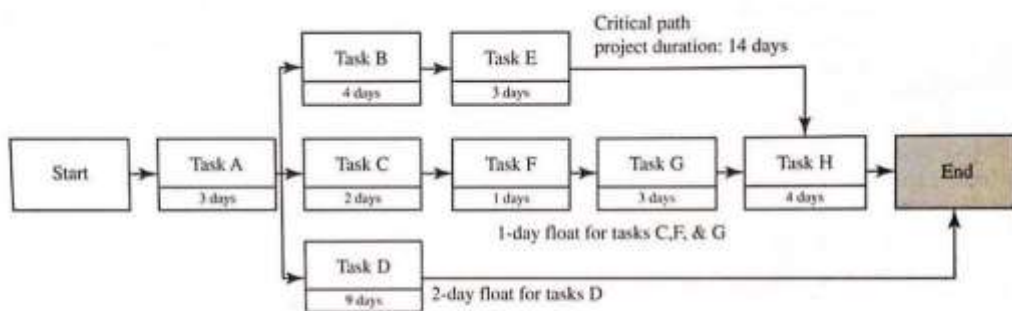 Critical path
project duration: 14 days
Task B
4 days
Task E
3 days
Start
Task A
3 days
Task C
2 days
Task F
1 days
Task G
3 days
Task H
4 days
End
1-day float for tasks C,F, & G
Task D
9 days
2-day float for tasks D